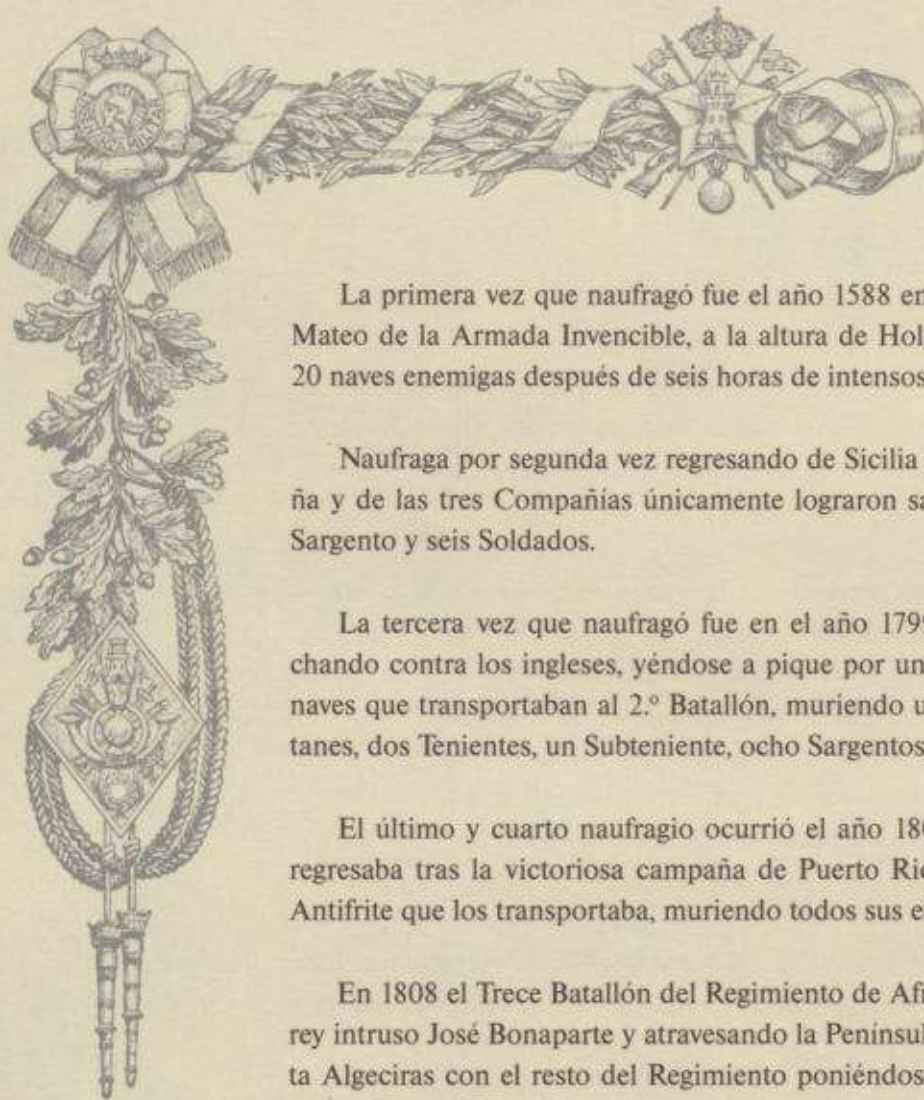 La primera vez que naufragó fue el año 1588 en
Mateo de la Armada Invencible, a la altura de Hol
20 naves enemigas después de seis horas de intensos
Naufraga por segunda vez regresando de Sicilia
ña y de las tres Compañías únicamente lograron sa
Sargento y seis Soldados.
La tercera vez que naufragó fue en el año 179
chando contra los ingleses, yéndose a pique por un
naves que transportaban al 2.º Batallón, muriendo u
tanes, dos Tenientes, un Subteniente, ocho Sargentos
El último y cuarto naufragio ocurrió el año 180
regresaba tras la victoriosa campaña de Puerto Ric
Antifrite que los transportaba, muriendo todos sus e
En 1808 el Trece Batallón del Regimiento de Afr
rey intruso José Bonaparte y atravesando la Penínsul
ta Algeciras con el resto del Regimiento poniéndos